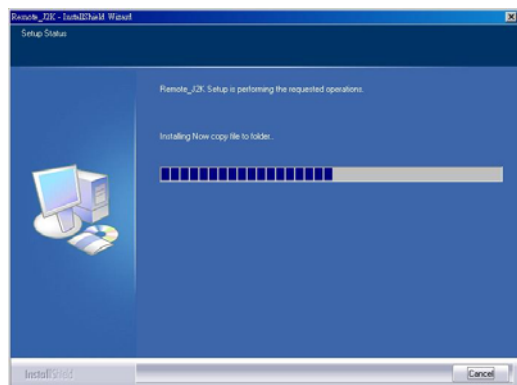 Remote_J2K - InstallShield Wizard
Setup Status
Remote_J2K Setup is performing the requested operations.
Installing Now copy file to folder...
InstallShield
Cancel